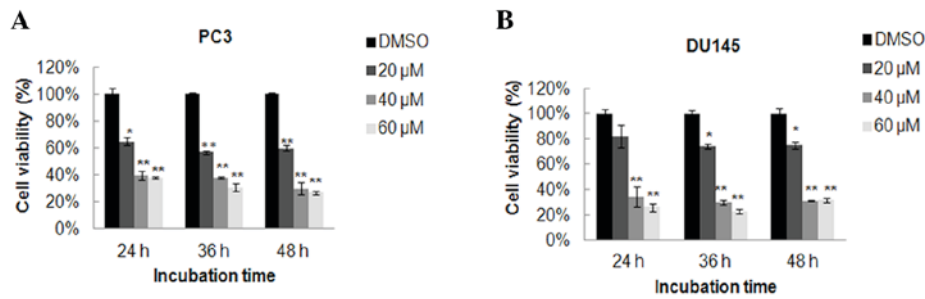 A
PC3
DMSO
20 µM
40 µM
60 µM
120%
100%
80%
60%
40%
20%
0%
Cell viability (%)
* ** **
** ** **
** ** **
24 h 36 h 48 h
Incubation time
B
DU145
DMSO
20 µM
40 µM
60 µM
120%
100%
80%
60%
40%
20%
0%
Cell viability (%)
** **
* ** **
* ** **
24 h 36 h 48 h
Incubation time